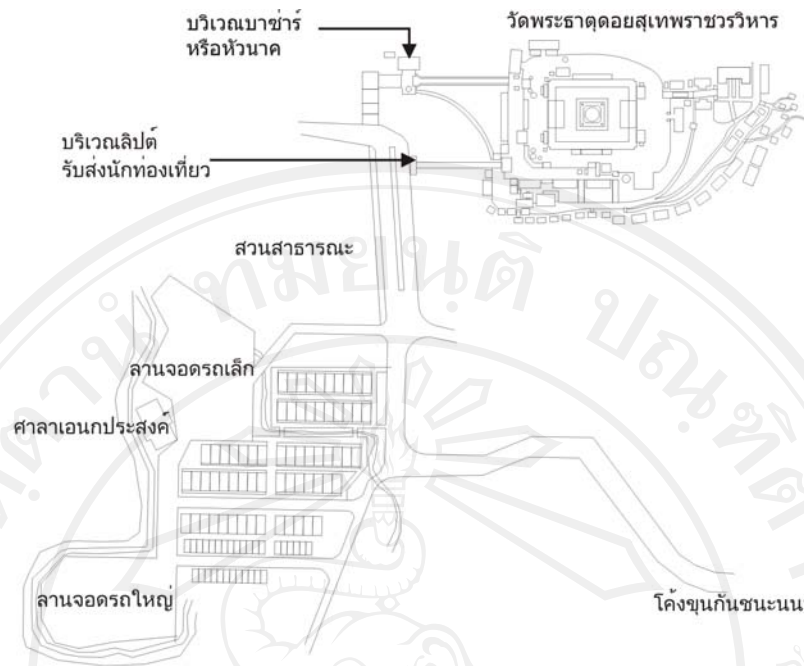 บริเวณบาซ่าร์
หรือหัวนาค
วัดพระธาตุดอยสุเทพราชวรวิหาร
บริเวณลิปต์
รับส่งนักท่องเที่ยว
สวนสาธารณะ
ลานจอดรถเล็ก
ศาลาเอนกประสงค์
ลานจอดรถใหญ่
โค้งขุนกันชนะนน